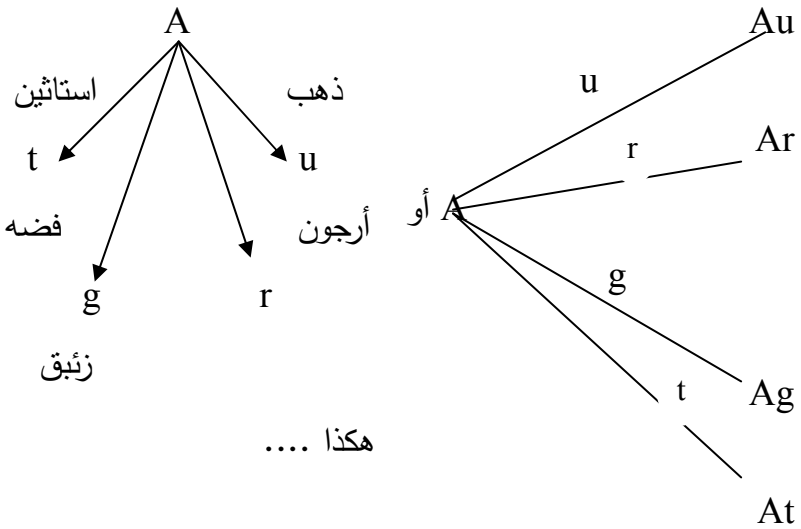 A
استاثين
ذهب
t
u
فضه
أرجون
g
r
زئبق
هكذا ....
Au
u
Ar
r
أو A
g
Ag
t
At